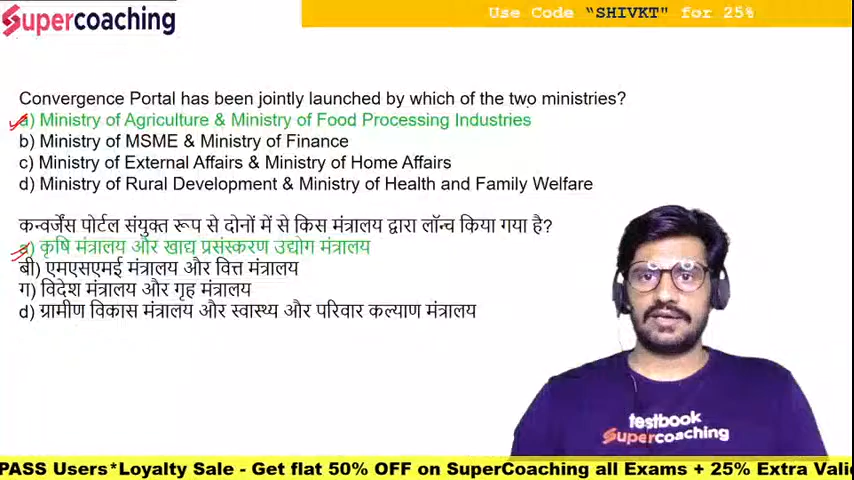 Supercoaching
Use Code “SHIVKT" for 25%
Convergence Portal has been jointly launched by which of the two ministries?
a) Ministry of Agriculture & Ministry of Food Processing Industries
b) Ministry of MSME & Ministry of Finance
c) Ministry of External Affairs & Ministry of Home Affairs
d) Ministry of Rural Development & Ministry of Health and Family Welfare
कन्वर्जेंस पोर्टल संयुक्त रूप से दोनों में से किस मंत्रालय द्वारा लॉन्च किया गया है?
कृषि मंत्रालय और खाद्य प्रसंस्करण उद्योग मंत्रालय
बी) एमएसएमई मंत्रालय और वित्त मंत्रालय
ग) विदेश मंत्रालय और गृह मंत्रालय
d) ग्रामीण विकास मंत्रालय और स्वास्थ्य और परिवार कल्याण मंत्रालय
testbook
Supercoaching
PASS Users*Loyalty Sale - Get flat 50% OFF on SuperCoaching all Exams + 25% Extra Vali